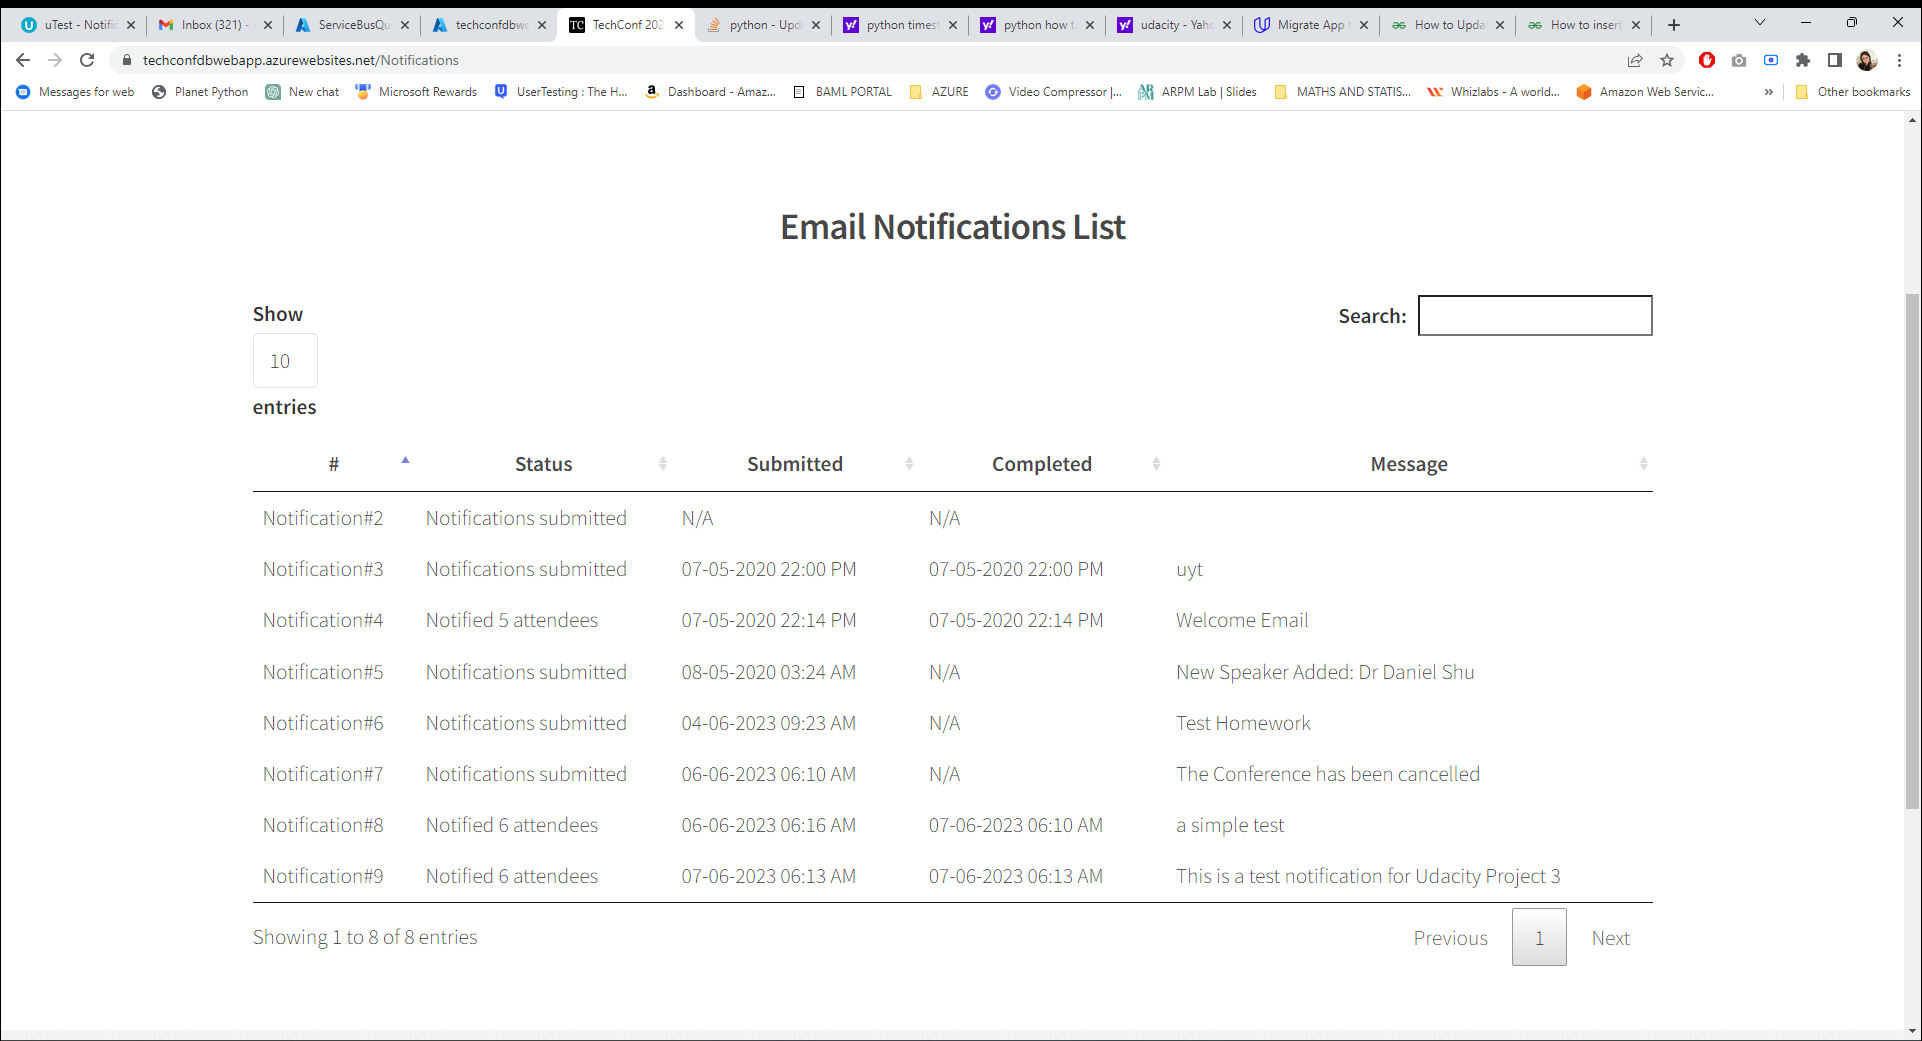 uTest - Notific
Inbox (321) -
ServiceBusQu
techconfdbwe
TechConf 202
python - Upd
python timest
python how t
udacity - Yaho
Migrate App
How to Upda
How to insert
techconfdbwebapp.azurewebsites.net/Notifications
Messages for web
Planet Python
New chat
Microsoft Rewards
UserTesting : The H...
Dashboard - Amaz...
BAML PORTAL
AZURE
Video Compressor |...
ARPM Lab | Slides
MATHS AND STATIS...
Whizlabs - A world...
Amazon Web Servic...
»
Other bookmarks
Email Notifications List
Show
10
entries
Search:
# Status Submitted Completed Message
Notification#2 Notifications submitted N/A N/A
Notification#3 Notifications submitted 07-05-2020 22:00 PM 07-05-2020 22:00 PM uyt
Notification#4 Notified 5 attendees 07-05-2020 22:14 PM 07-05-2020 22:14 PM Welcome Email
Notification#5 Notifications submitted 08-05-2020 03:24 AM N/A New Speaker Added: Dr Daniel Shu
Notification#6 Notifications submitted 04-06-2023 09:23 AM N/A Test Homework
Notification#7 Notifications submitted 06-06-2023 06:10 AM N/A The Conference has been cancelled
Notification#8 Notified 6 attendees 06-06-2023 06:16 AM 07-06-2023 06:10 AM a simple test
Notification#9 Notified 6 attendees 07-06-2023 06:13 AM 07-06-2023 06:13 AM This is a test notification for Udacity Project 3
Showing 1 to 8 of 8 entries
Previous 1 Next